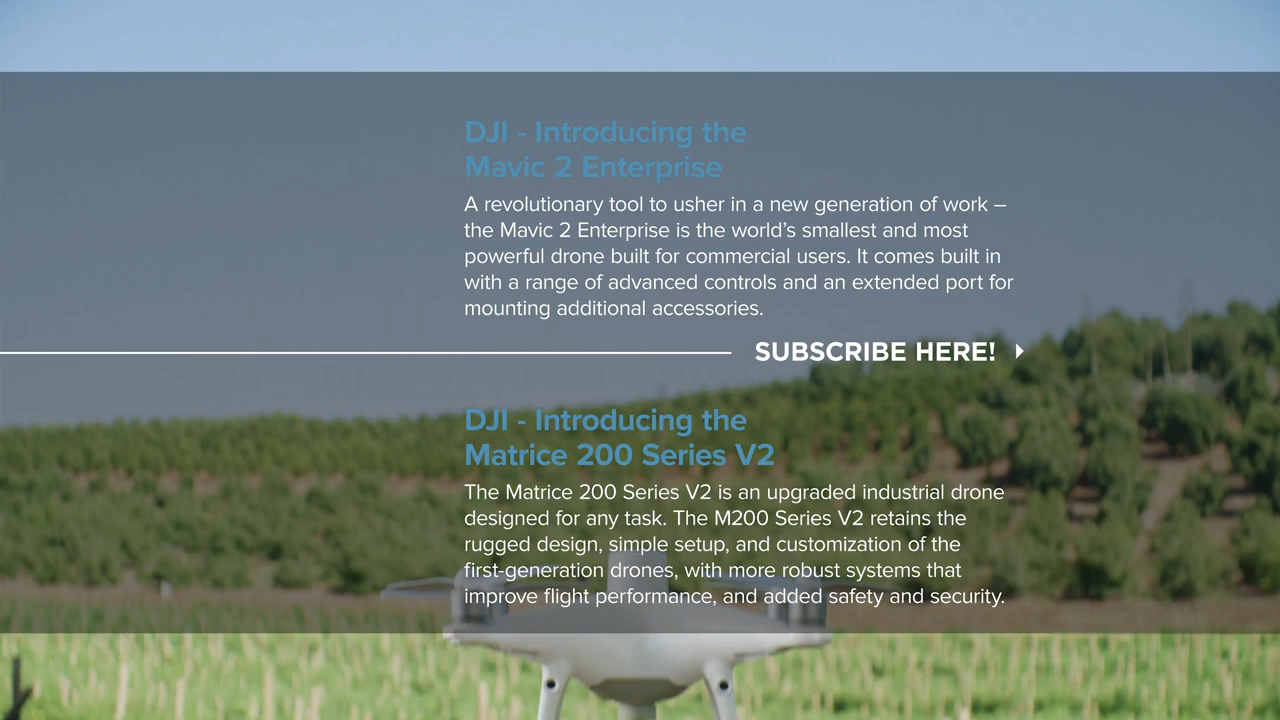 DJI - Introducing the
Mavic 2 Enterprise
A revolutionary tool to usher in a new generation of work –
the Mavic 2 Enterprise is the world’s smallest and most
powerful drone built for commercial users. It comes built in
with a range of advanced controls and an extended port for
mounting additional accessories.
SUBSCRIBE HERE!
DJI - Introducing the
Matrice 200 Series V2
The Matrice 200 Series V2 is an upgraded industrial drone
designed for any task. The M200 Series V2 retains the
rugged design, simple setup, and customization of the
first-generation drones, with more robust systems that
improve flight performance, and added safety and security.